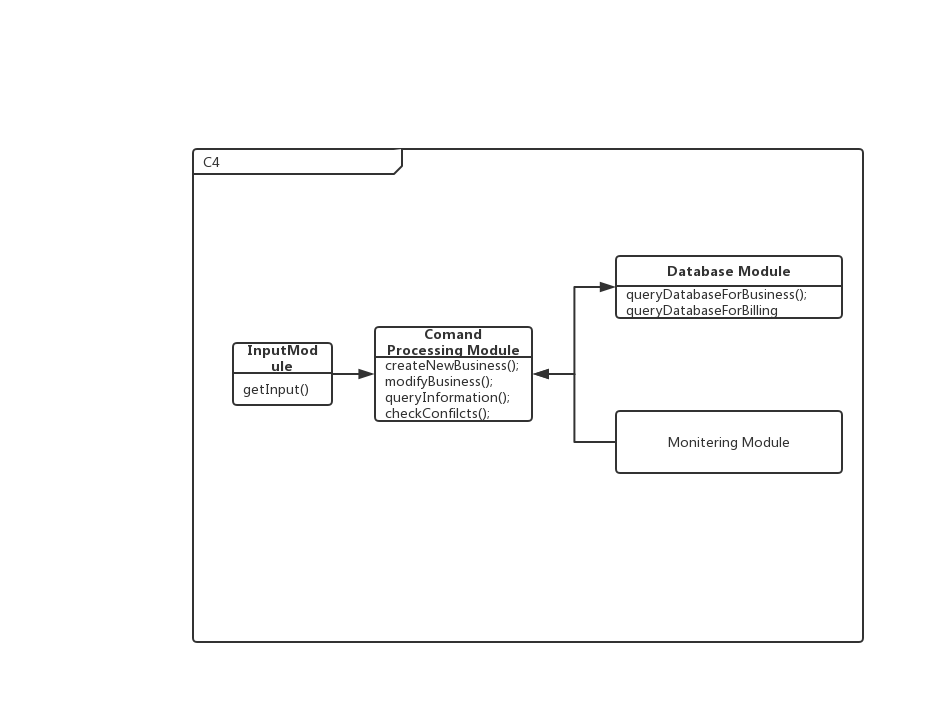 C4
InputMod
ule
getInput()
Comand
Processing Module
createNewBusiness();
modifyBusiness();
queryInformation();
checkConfilcts();
Database Module
queryDatabaseForBusiness();
queryDatabaseForBilling
Monitering Module